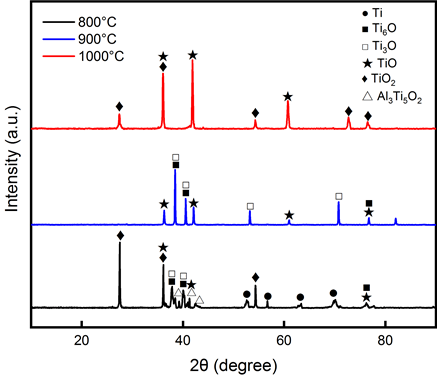 800°C
900°C
1000°C
Ti
Ti₆O
Ti₃O
TiO
TiO₂
Al₃Ti₅O₂
Intensity (a.u.)
20 40 60 80
2θ (degree)